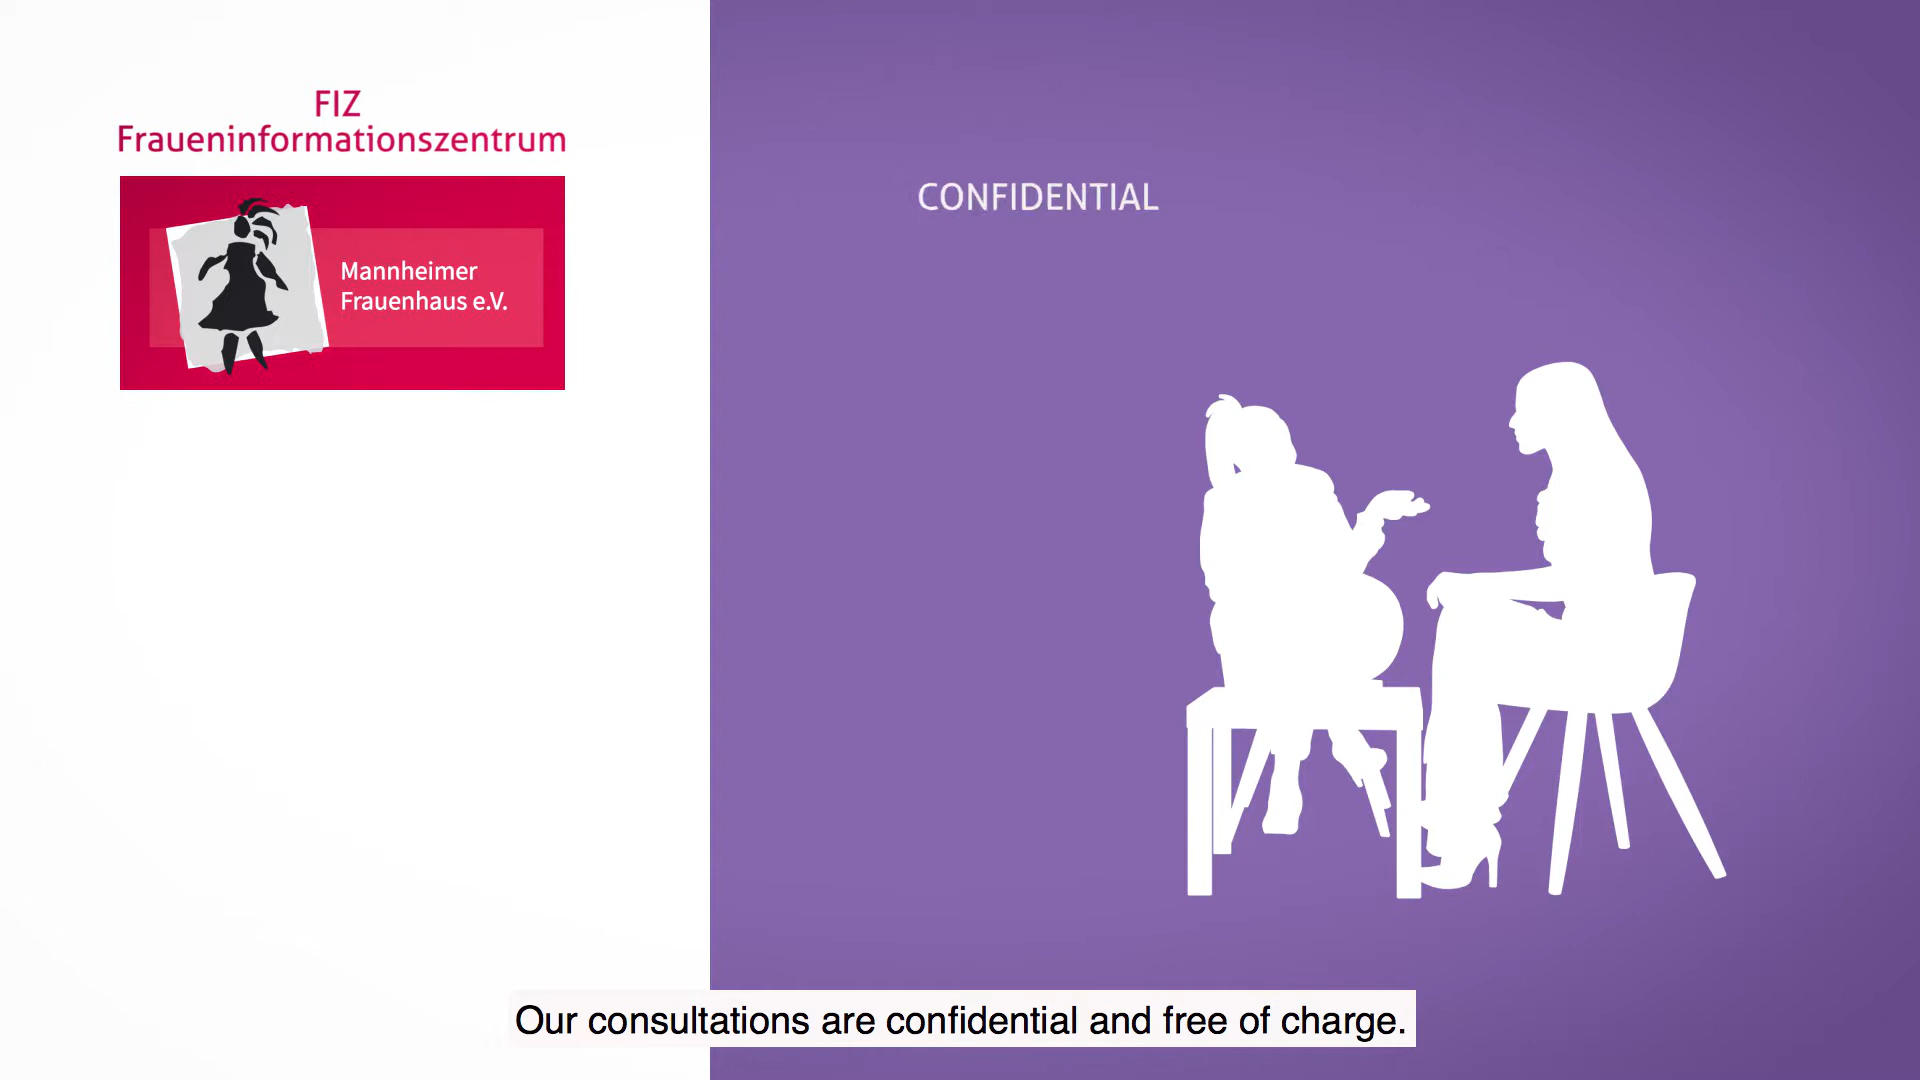 FIZ
Fraueninformationszentrum
Mannheimer
Frauenhaus e.V.
CONFIDENTIAL
Our consultations are confidential and free of charge.